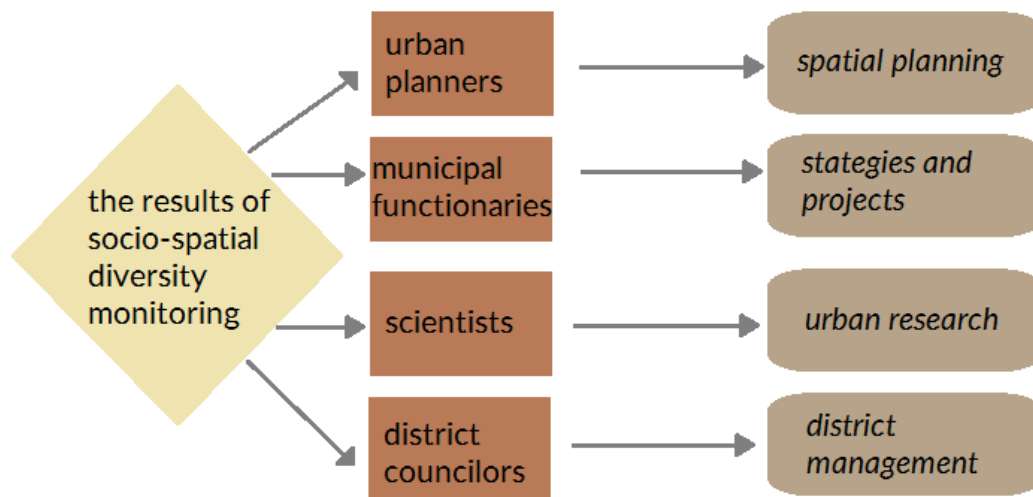 the results of
socio-spatial
diversity
monitoring
urban
planners
spatial planning
municipal
functionaries
stategies and
projects
scientists
urban research
district
councilors
district
management